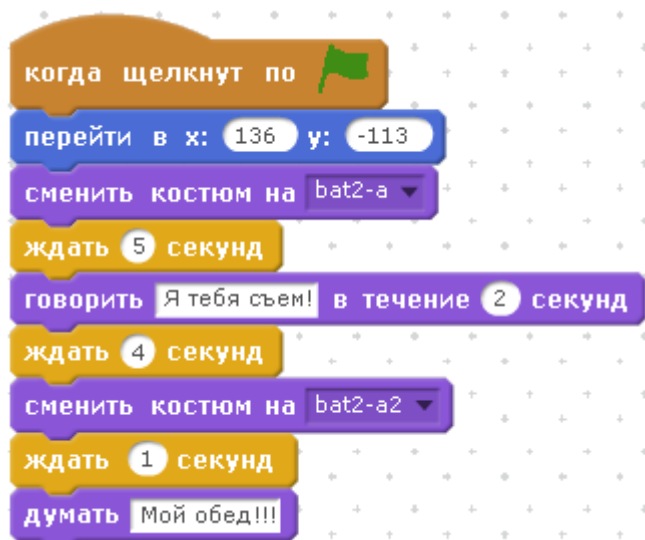 когда щелкнут по
перейти в x: 136 y: -113
сменить костюм на bat2-a
ждать 5 секунд
говорить Я тебя съем! в течение 2 секунд
ждать 4 секунд
сменить костюм на bat2-a2
ждать 1 секунд
думать Мой обед!!!